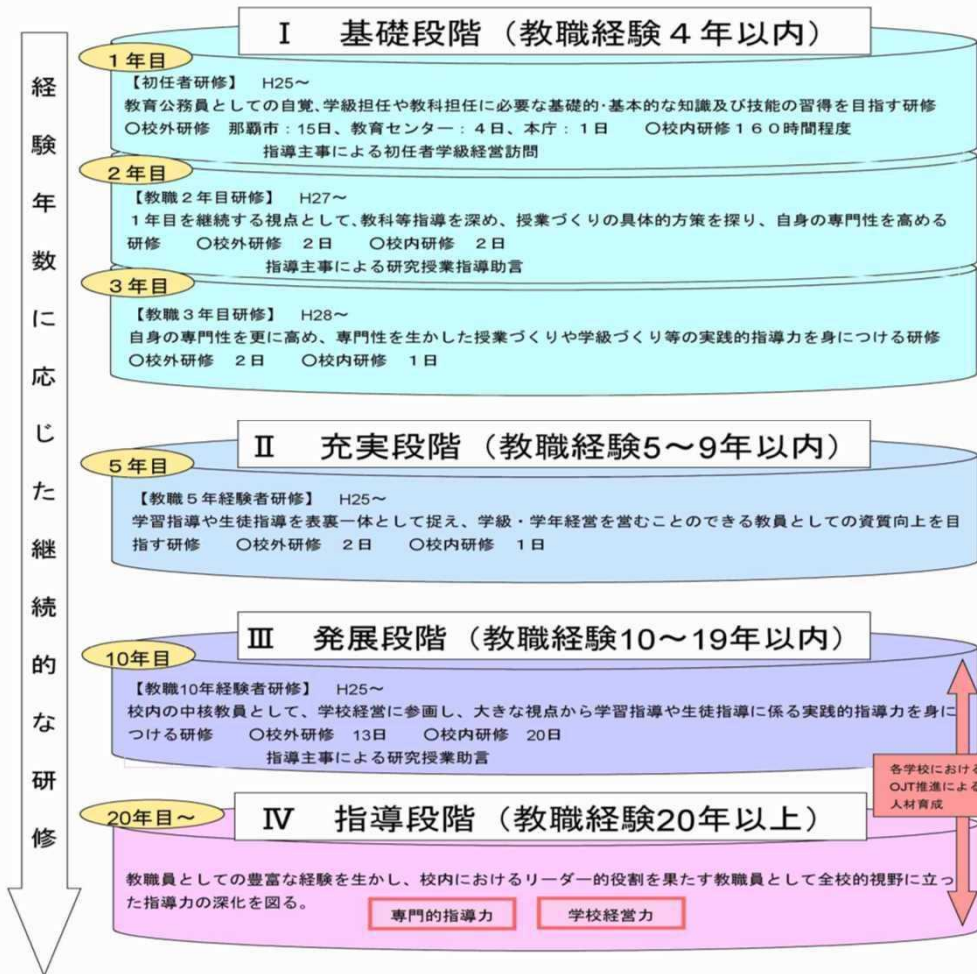 経験年数に応じた継続的な研修
Ⅰ 基礎段階（教職経験４年以内）
１年目
【初任者研修】 H25～
教育公務員としての自覚、学級担任や教科担任に必要な基礎的・基本的な知識及び技能の習得を目指す研修
〇校外研修 那覇市：15日、教育センター：４日、本庁：１日 〇校内研修１６０時間程度
指導主事による初任者学級経営訪問
２年目
【教職２年目研修】 H27～
１年目を継続する視点として、教科等指導を深め、授業づくりの具体的方策を探り、自身の専門性を高める
研修 〇校外研修 ２日 〇校内研修 ２日
指導主事による研究授業指導助言
３年目
【教職３年目研修】 H28～
自身の専門性を更に高め、専門性を生かした授業づくりや学級づくり等の実践的指導力を身につける研修
〇校外研修 ２日 〇校内研修 １日
Ⅱ 充実段階（教職経験5～9年以内）
５年目
【教職５年経験者研修】 H25～
学習指導や生徒指導を表裏一体として捉え、学級・学年経営を営むことのできる教員としての資質向上を目
指す研修 〇校外研修 ２日 〇校内研修 １日
Ⅲ 発展段階（教職経験10～19年以内）
10年目
【教職10年経験者研修】 H25～
校内の中核教員として、学校経営に参画し、大きな視点から学習指導や生徒指導に係る実践的指導力を身に
つける研修 〇校外研修 13日 〇校内研修 20日
指導主事による研究授業助言
各学校における
OJT推進による
人材育成
20年目～
Ⅳ 指導段階（教職経験20年以上）
教職員としての豊富な経験を生かし、校内におけるリーダー的役割を果たす教職員として全校的視野に立っ
た指導力の深化を図る。
専門的指導力 学校経営力